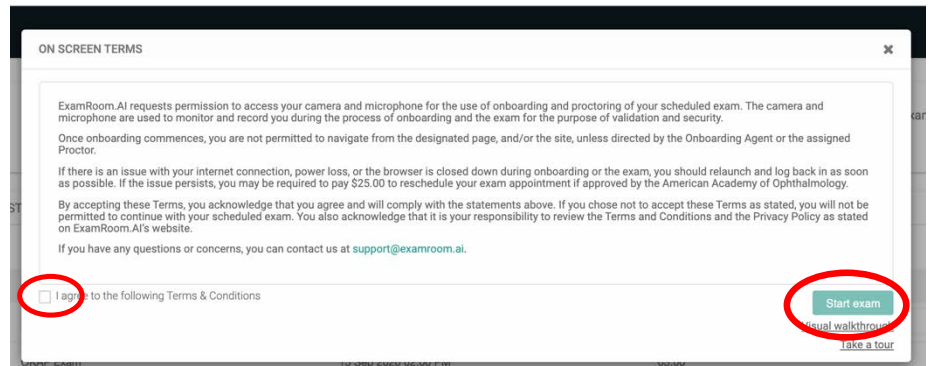 ON SCREEN TERMS
ExamRoom.AI requests permission to access your camera and microphone for the use of onboarding and proctoring of your scheduled exam. The camera and
microphone are used to monitor and record you during the process of onboarding and the exam for the purpose of validation and security.
Once onboarding commences, you are not permitted to navigate from the designated page, and/or the site, unless directed by the Onboarding Agent or the assigned
Proctor.
If there is an issue with your internet connection, power loss, or the browser is closed down during onboarding or the exam, you should relaunch and log back in as soon
as possible. If the issue persists, you may be required to pay $25.00 to reschedule your exam appointment if approved by the American Academy of Ophthalmology.
By accepting these Terms, you acknowledge that you agree and will comply with the statements above. If you chose not to accept these Terms as stated, you will not be
permitted to continue with your scheduled exam. You also acknowledge that it is your responsibility to review the Terms and Conditions and the Privacy Policy as stated
on ExamRoom.AI's website.
If you have any questions or concerns, you can contact us at support@examroom.ai.
I agree to the following Terms & Conditions
Start exam
Visual walkthrough
Take a tour